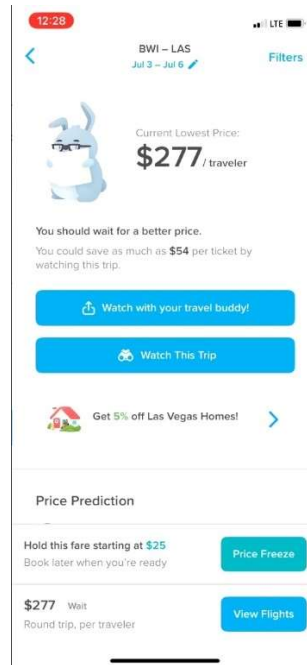 12:28
LTE
BWI – LAS
Jul 3 – Jul 6
Filters
Current Lowest Price:
$277/ traveler
You should wait for a better price.
You could save as much as $54 per ticket by
watching this trip.
Watch with your travel buddy!
Watch This Trip
Get 5% off Las Vegas Homes!
Price Prediction
Hold this fare starting at $25
Book later when you're ready
Price Freeze
$277 Wait
Round trip, per traveler
View Flights